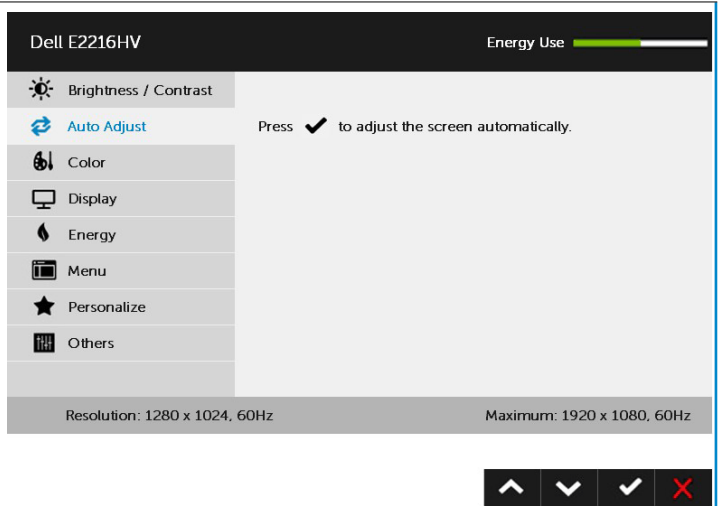 Dell E2216HV
Energy Use
Brightness / Contrast
Auto Adjust
Press ✔ to adjust the screen automatically.
Color
Display
Energy
Menu
Personalize
Others
Resolution: 1280 x 1024, 60Hz
Maximum: 1920 x 1080, 60Hz